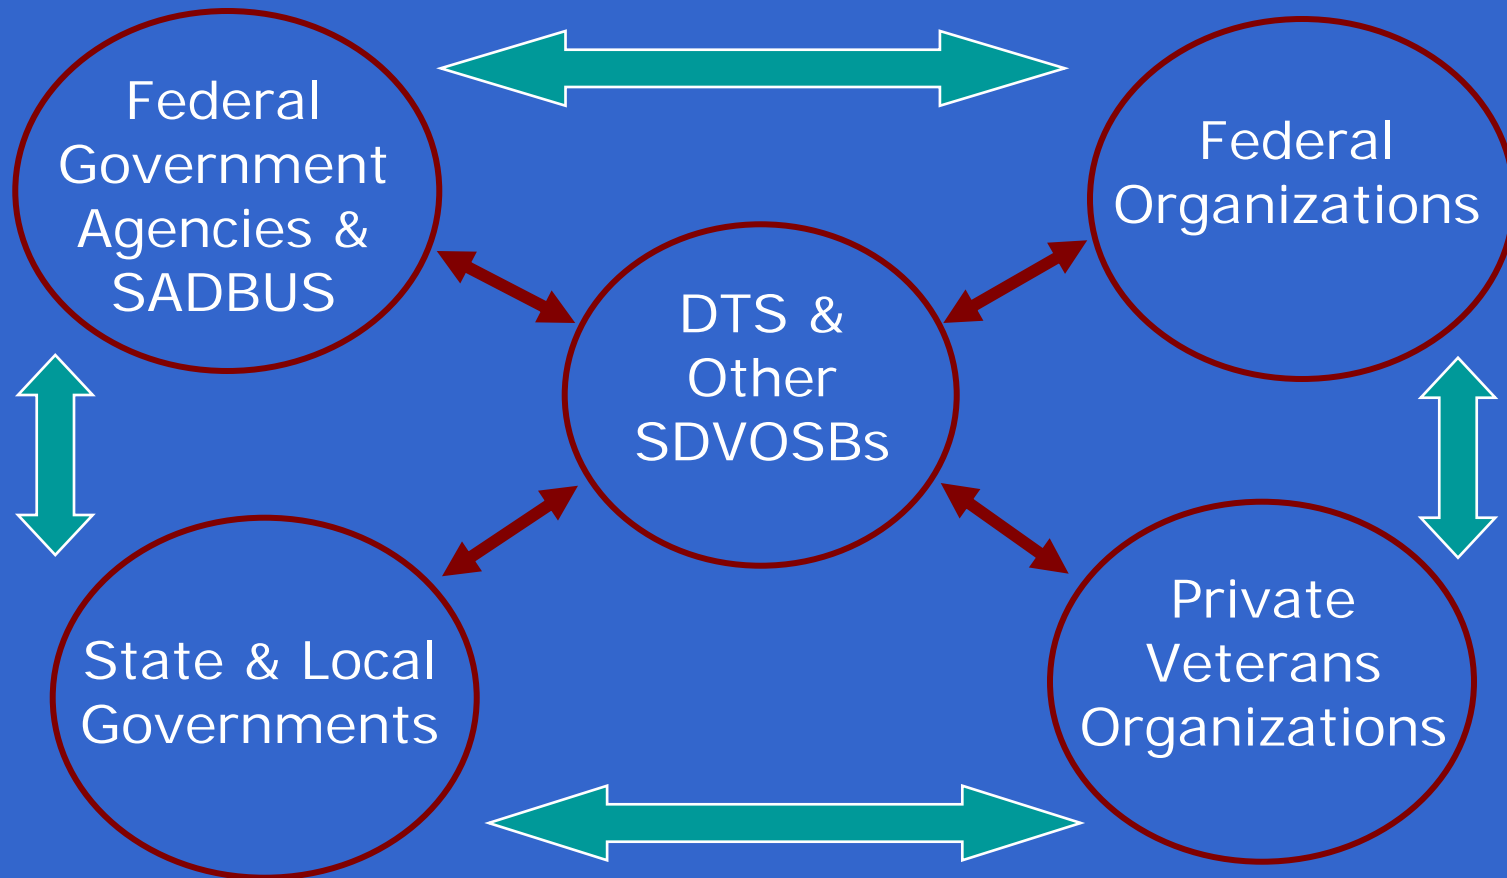 Federal
Government
Agencies &
SADBUS
Federal
Organizations
DTS &
Other
SDVOSBs
State & Local
Governments
Private
Veterans
Organizations